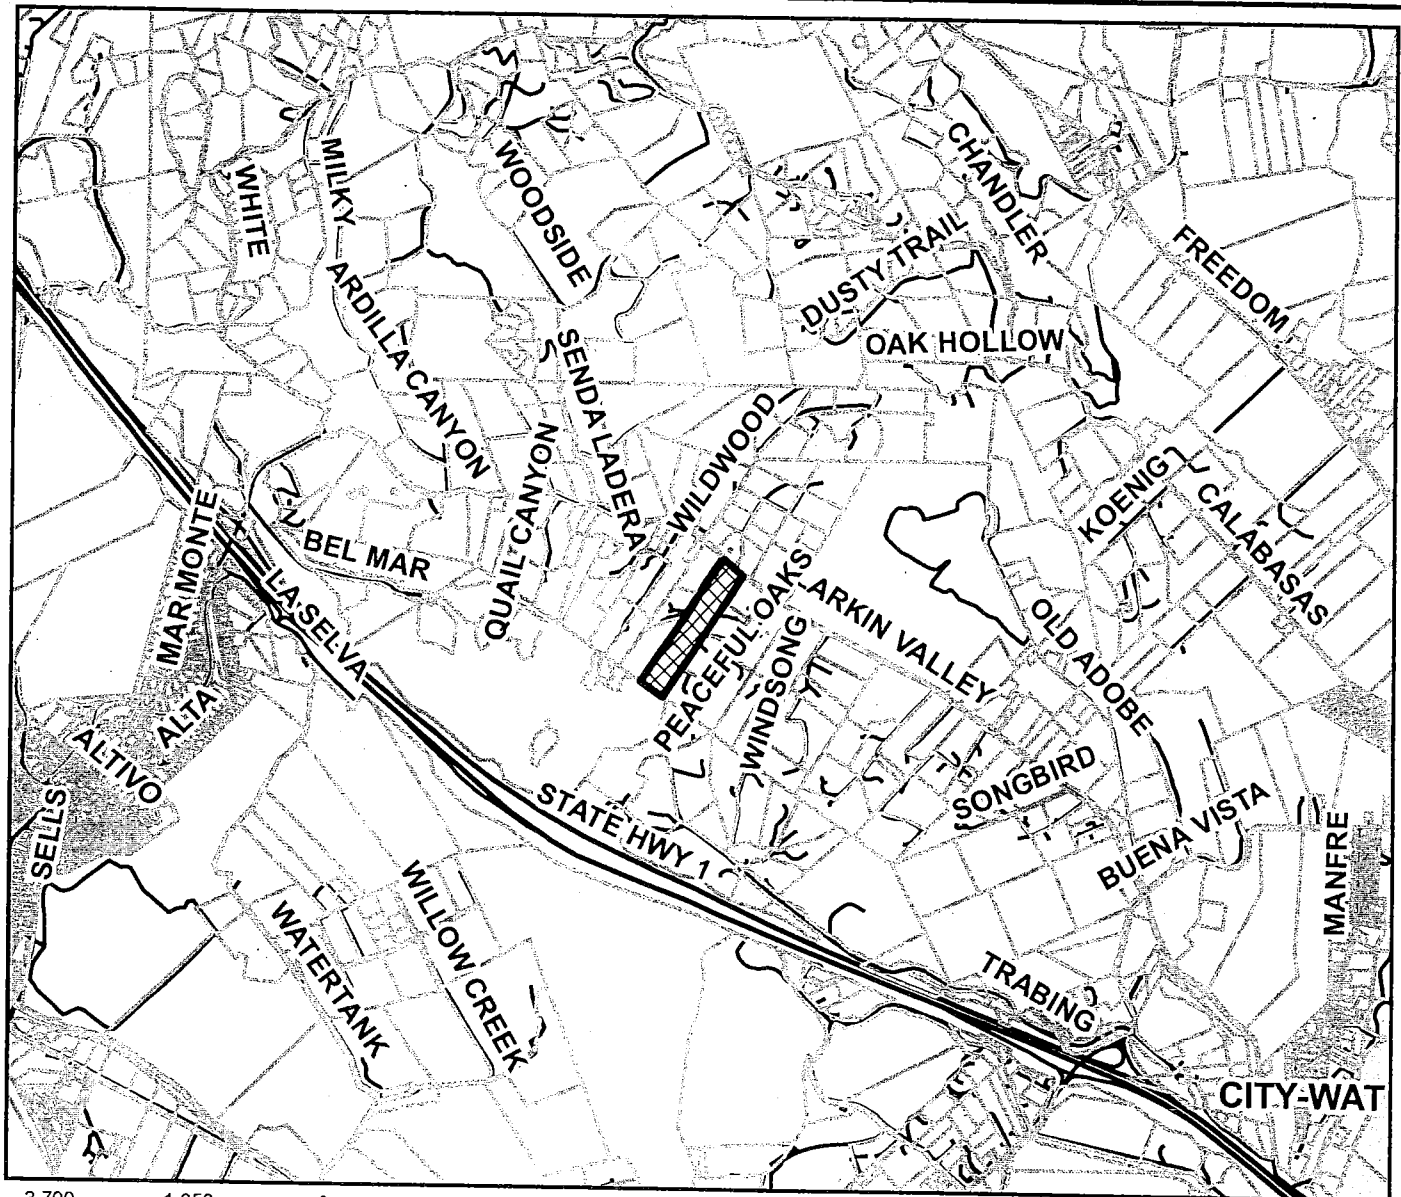 CHANDLER
MILKY
WOODSIDE
WHITE
DUSTY TRAIL
FREEDOM
ARDILLA CANYON
OAK HOLLOW
SENDA LADERA
WILDWOOD
QUAIL CANYON
KOENIG
CALABASAS
MAR MONTE
BEL MAR
LA SELVA
PEACEFUL OAKS
LARKIN VALLEY
WINDSONG
OLD ADOBE
ALTA
ALTIVO
STATE HWY 1
SONGBIRD
BUENA VISTA
SELLS
MANFRE
WILLOW CREEK
WATERTANK
TRABING
CITY-WAT